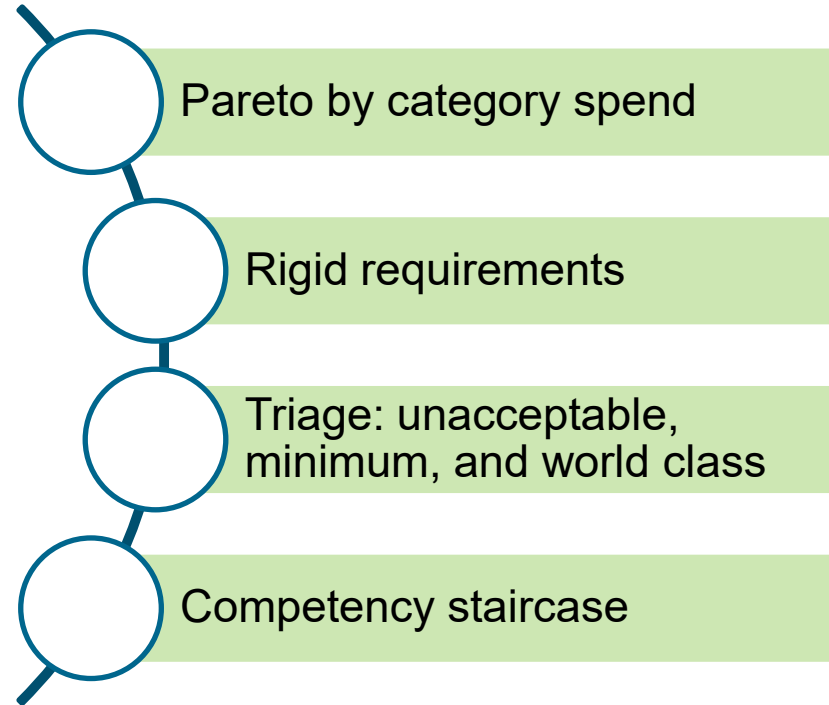 Pareto by category spend
Rigid requirements
Triage: unacceptable,
minimum, and world class
Competency staircase